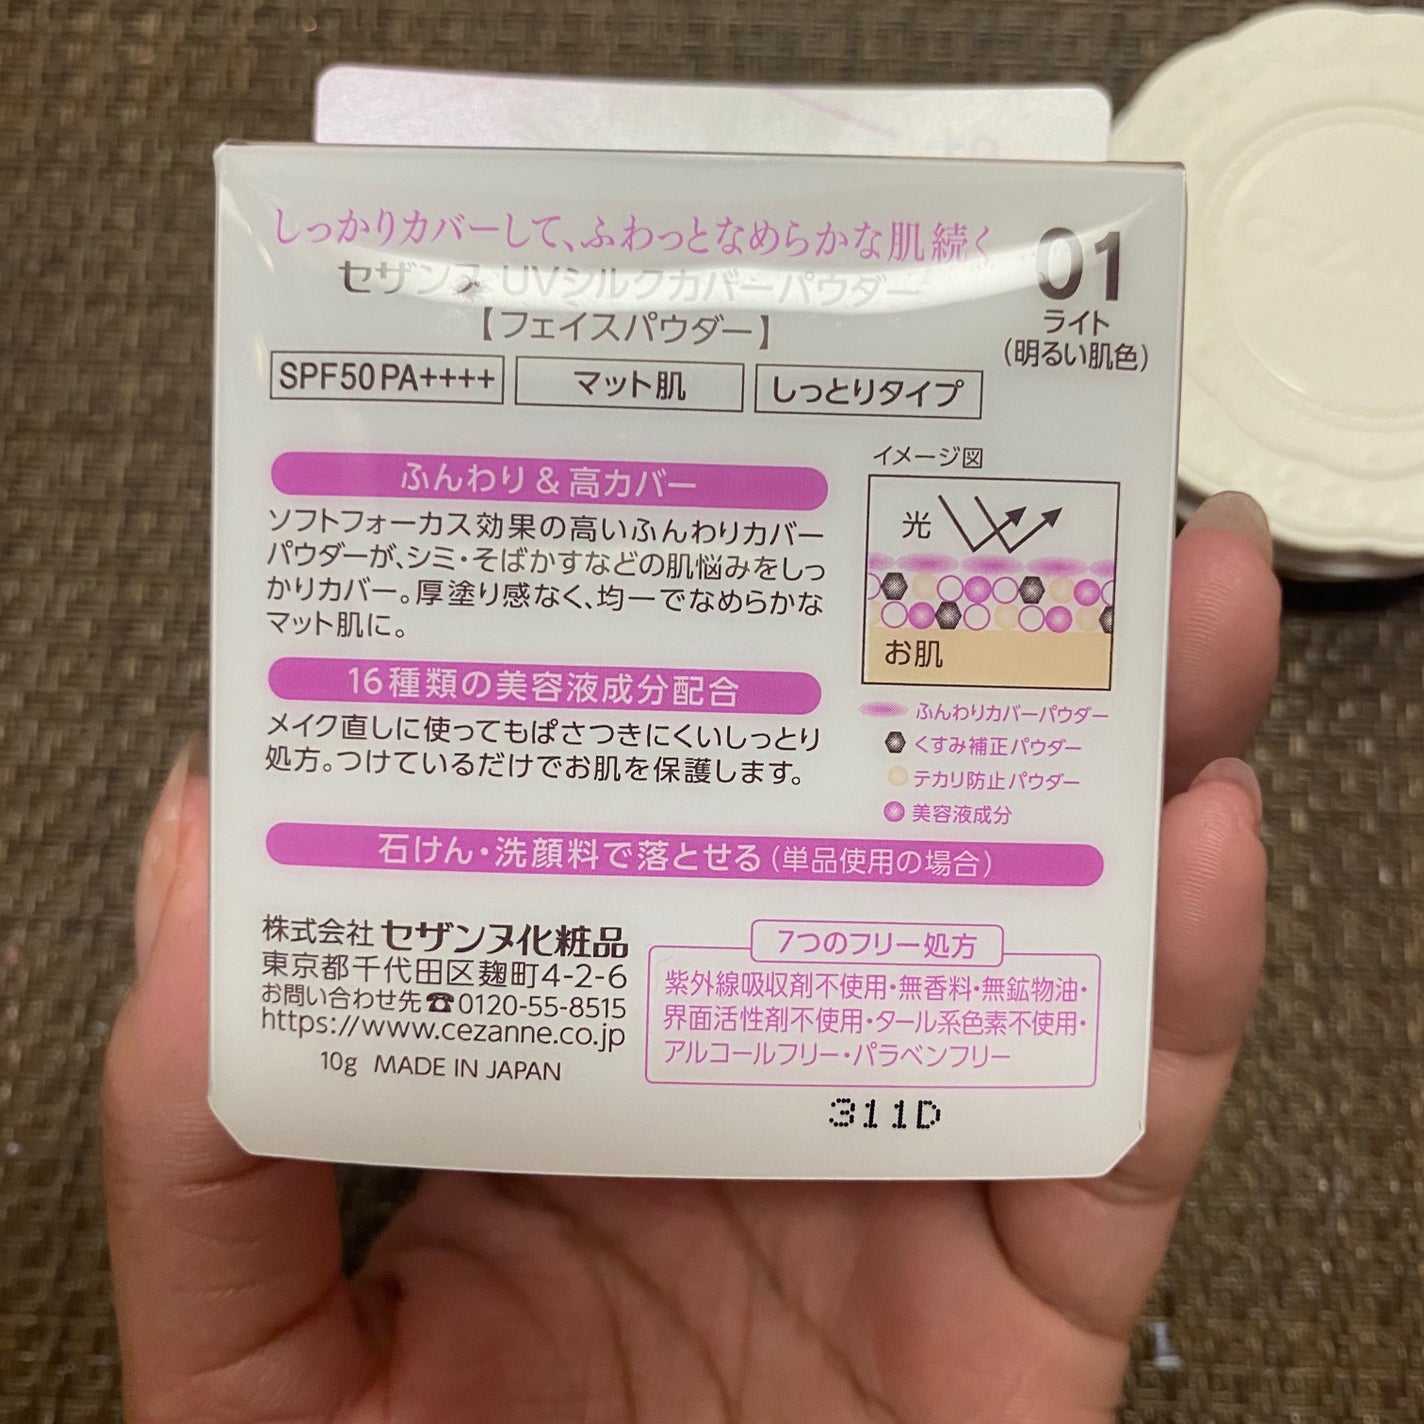 しっかりカバーして、ふわっとなめらかな肌続く
セザンヌ UVシルクカバーパウダー
【フェイスパウダー】
01
ライト
(明るい肌色)
SPF50 PA++++
マット肌
しっとりタイプ
ふんわり & 高カバー
ソフトフォーカス効果の高いふんわりカバー
パウダーが、シミ・そばかすなどの肌悩みをしっ
かりカバー。厚塗り感なく、均一でなめらかな
マット肌に。
イメージ図
光
お肌
ふんわりカバーパウダー
くすみ補正パウダー
テカリ防止パウダー
美容液成分
16種類の美容液成分配合
メイク直しに使ってもぱさつきにくいしっとり
処方。つけているだけでお肌を保護します。
石けん・洗顔料で落とせる(単品使用の場合)
株式会社 セザンヌ化粧品
東京都千代田区麹町4-2-6
お問い合わせ先☎0120-55-8515
https://www.cezanne.co.jp
10g MADE IN JAPAN
7つのフリー処方
紫外線吸収剤不使用・無香料・無鉱物油・
界面活性剤不使用・タール系色素不使用・
アルコールフリー・パラベンフリー
311D